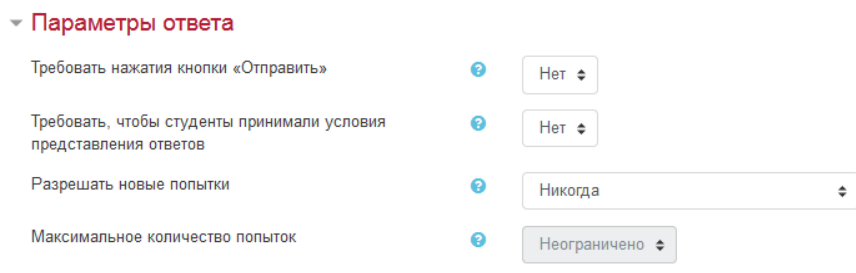 Параметры ответа
Требовать нажатия кнопки «Отправить»
Нет
Требовать, чтобы студенты принимали условия
представления ответов
Нет
Разрешать новые попытки
Никогда
Максимальное количество попыток
Неограничено